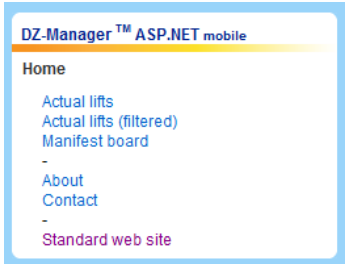 DZ-Manager TM ASP.NET mobile
Home
Actual lifts
Actual lifts (filtered)
Manifest board
-
About
Contact
-
Standard web site